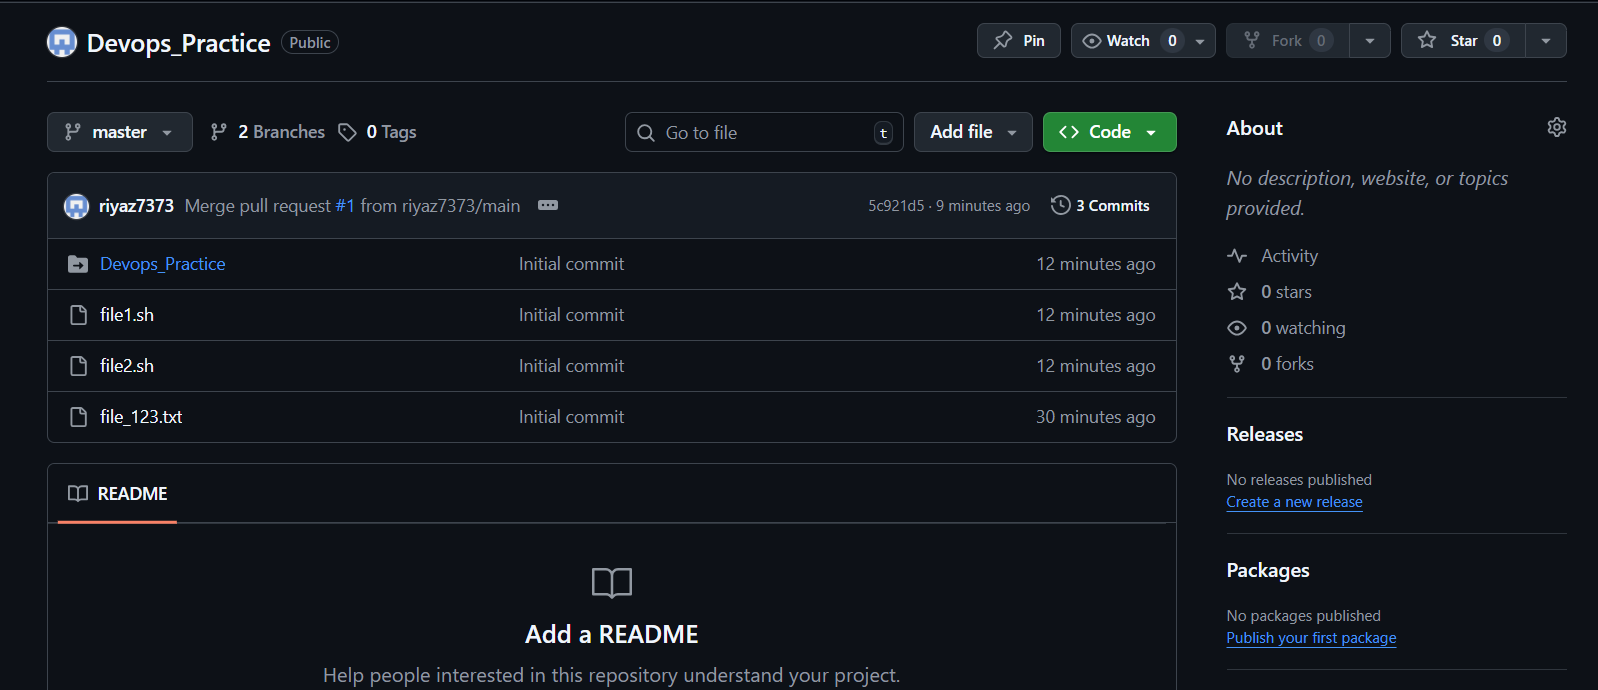 Devops_Practice Public Pin Watch 0 Fork 0 Star 0
master 2 Branches 0 Tags Go to file t Add file Code
riyaz7373 Merge pull request #1 from riyaz7373/main 5c921d5 · 9 minutes ago 3 Commits
Devops_Practice Initial commit 12 minutes ago
file1.sh Initial commit 12 minutes ago
file2.sh Initial commit 12 minutes ago
file_123.txt Initial commit 30 minutes ago
README
Add a README
Help people interested in this repository understand your project.
About
No description, website, or topics
provided.
Activity
0 stars
0 watching
0 forks
Releases
No releases published
Create a new release
Packages
No packages published
Publish your first package